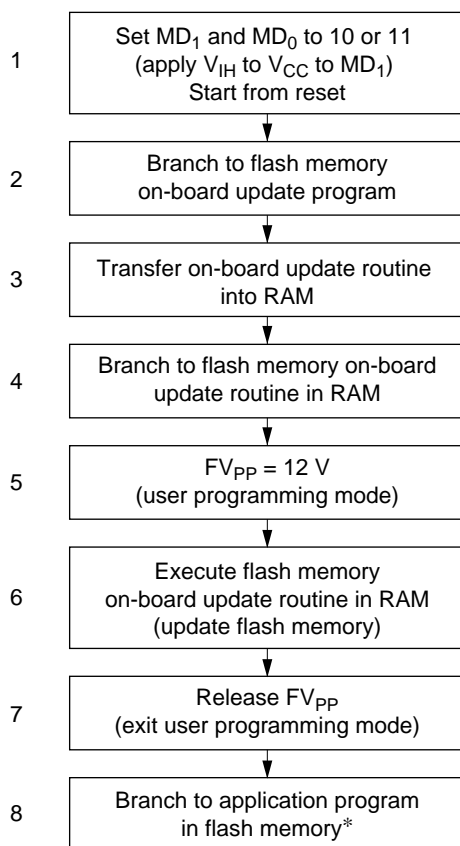 1
Set MD1 and MD0 to 10 or 11
(apply VIH to VCC to MD1)
Start from reset
2
Branch to flash memory
on-board update program
3
Transfer on-board update routine
into RAM
4
Branch to flash memory on-board
update routine in RAM
5
FVPP = 12 V
(user programming mode)
6
Execute flash memory
on-board update routine in RAM
(update flash memory)
7
Release FVPP
(exit user programming mode)
8
Branch to application program
in flash memory*